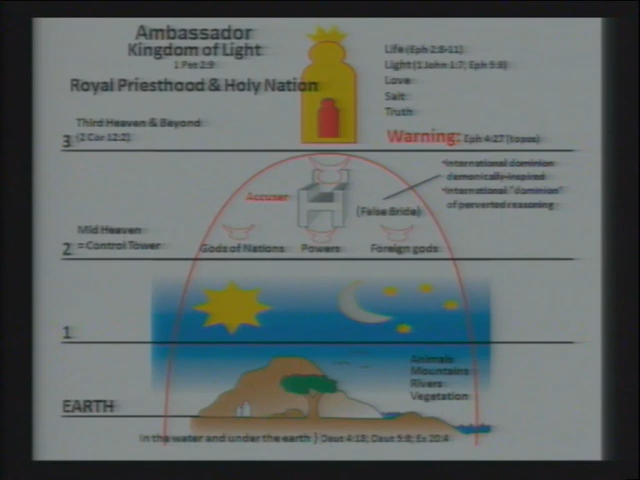 Ambassador
Kingdom of Light
1 Pet 2:9
Royal Priesthood & Holy Nation
Life (Eph 2:8-11)
Light (1 John 1:7; Eph 5:8)
Love
Salt
Truth
Warning: Eph 4:27 (topos)
Third Heaven & Beyond
3 (2 Cor 12:2)
*International dominion
demonically-inspired
*International "dominion"
of perverted reasoning
Accuser
(False Bride)
Mid Heaven
2 = Control Tower
Gods of Nations Powers Foreign gods
1
Animals
Mountains
Rivers
Vegetation
EARTH
In the water and under the earth } Deut 4:18; Deut 5:8; Ex 20:4